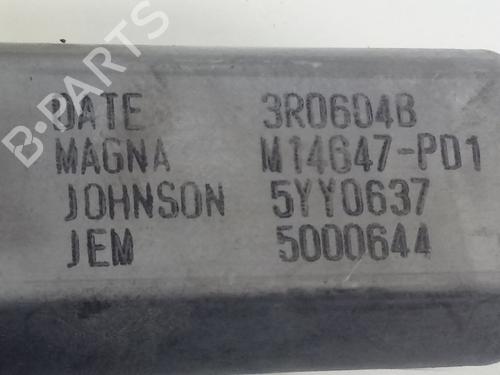 DATE 3R0604B
MAGNA M14647-PD1
JOHNSON 5YY0637
JEM 5000644
B-PARTS